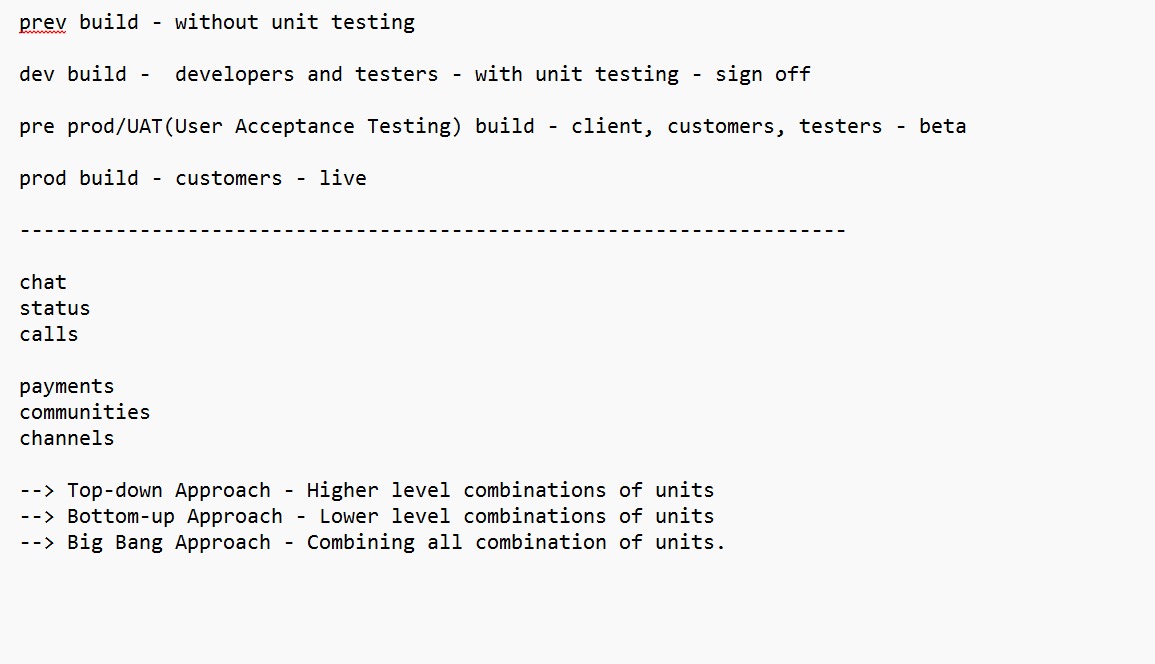 prev build - without unit testing
dev build -  developers and testers - with unit testing - sign off
pre prod/UAT(User Acceptance Testing) build - client, customers, testers - beta
prod build - customers - live
---------------------------------------------------------------------
chat
status
calls
payments
communities
channels
--> Top-down Approach - Higher level combinations of units
--> Bottom-up Approach - Lower level combinations of units
--> Big Bang Approach - Combining all combination of units.